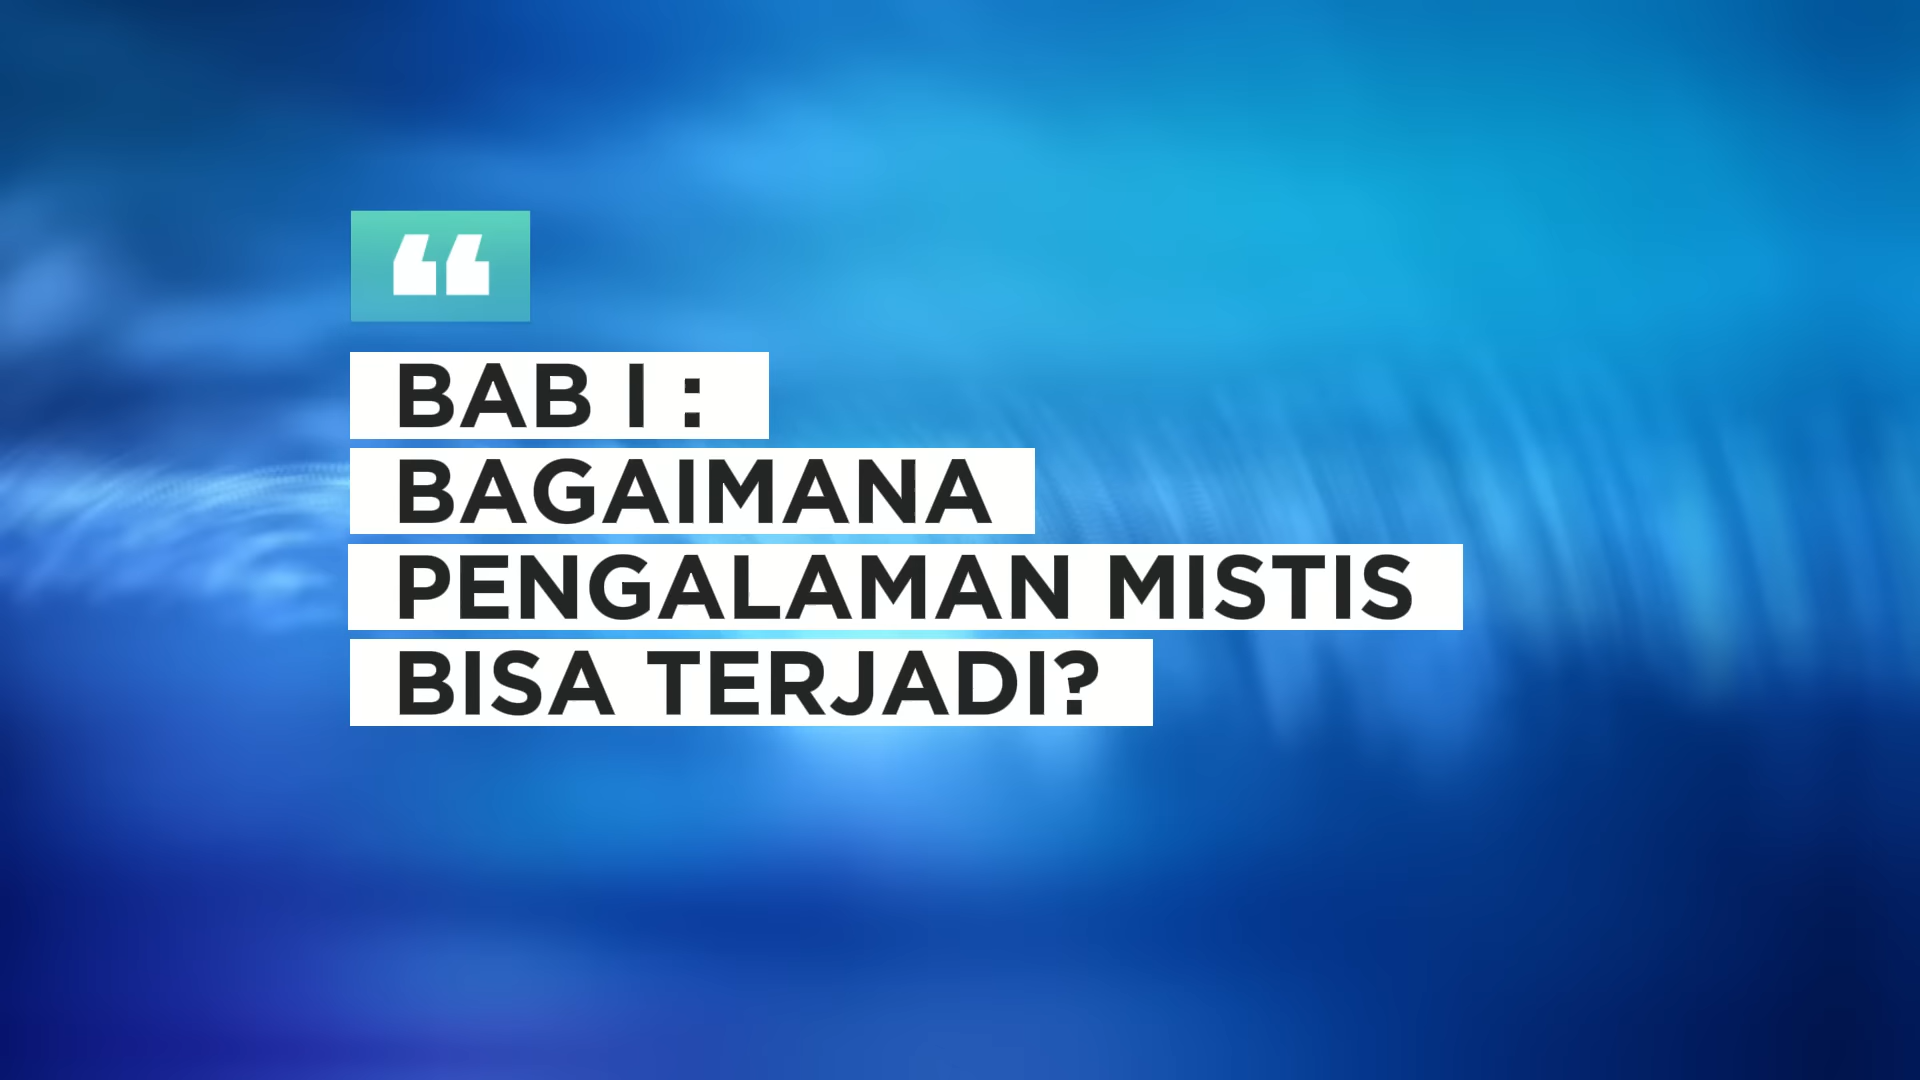 “
BAB I :
BAGAIMANA
PENGALAMAN MISTIS
BISA TERJADI?